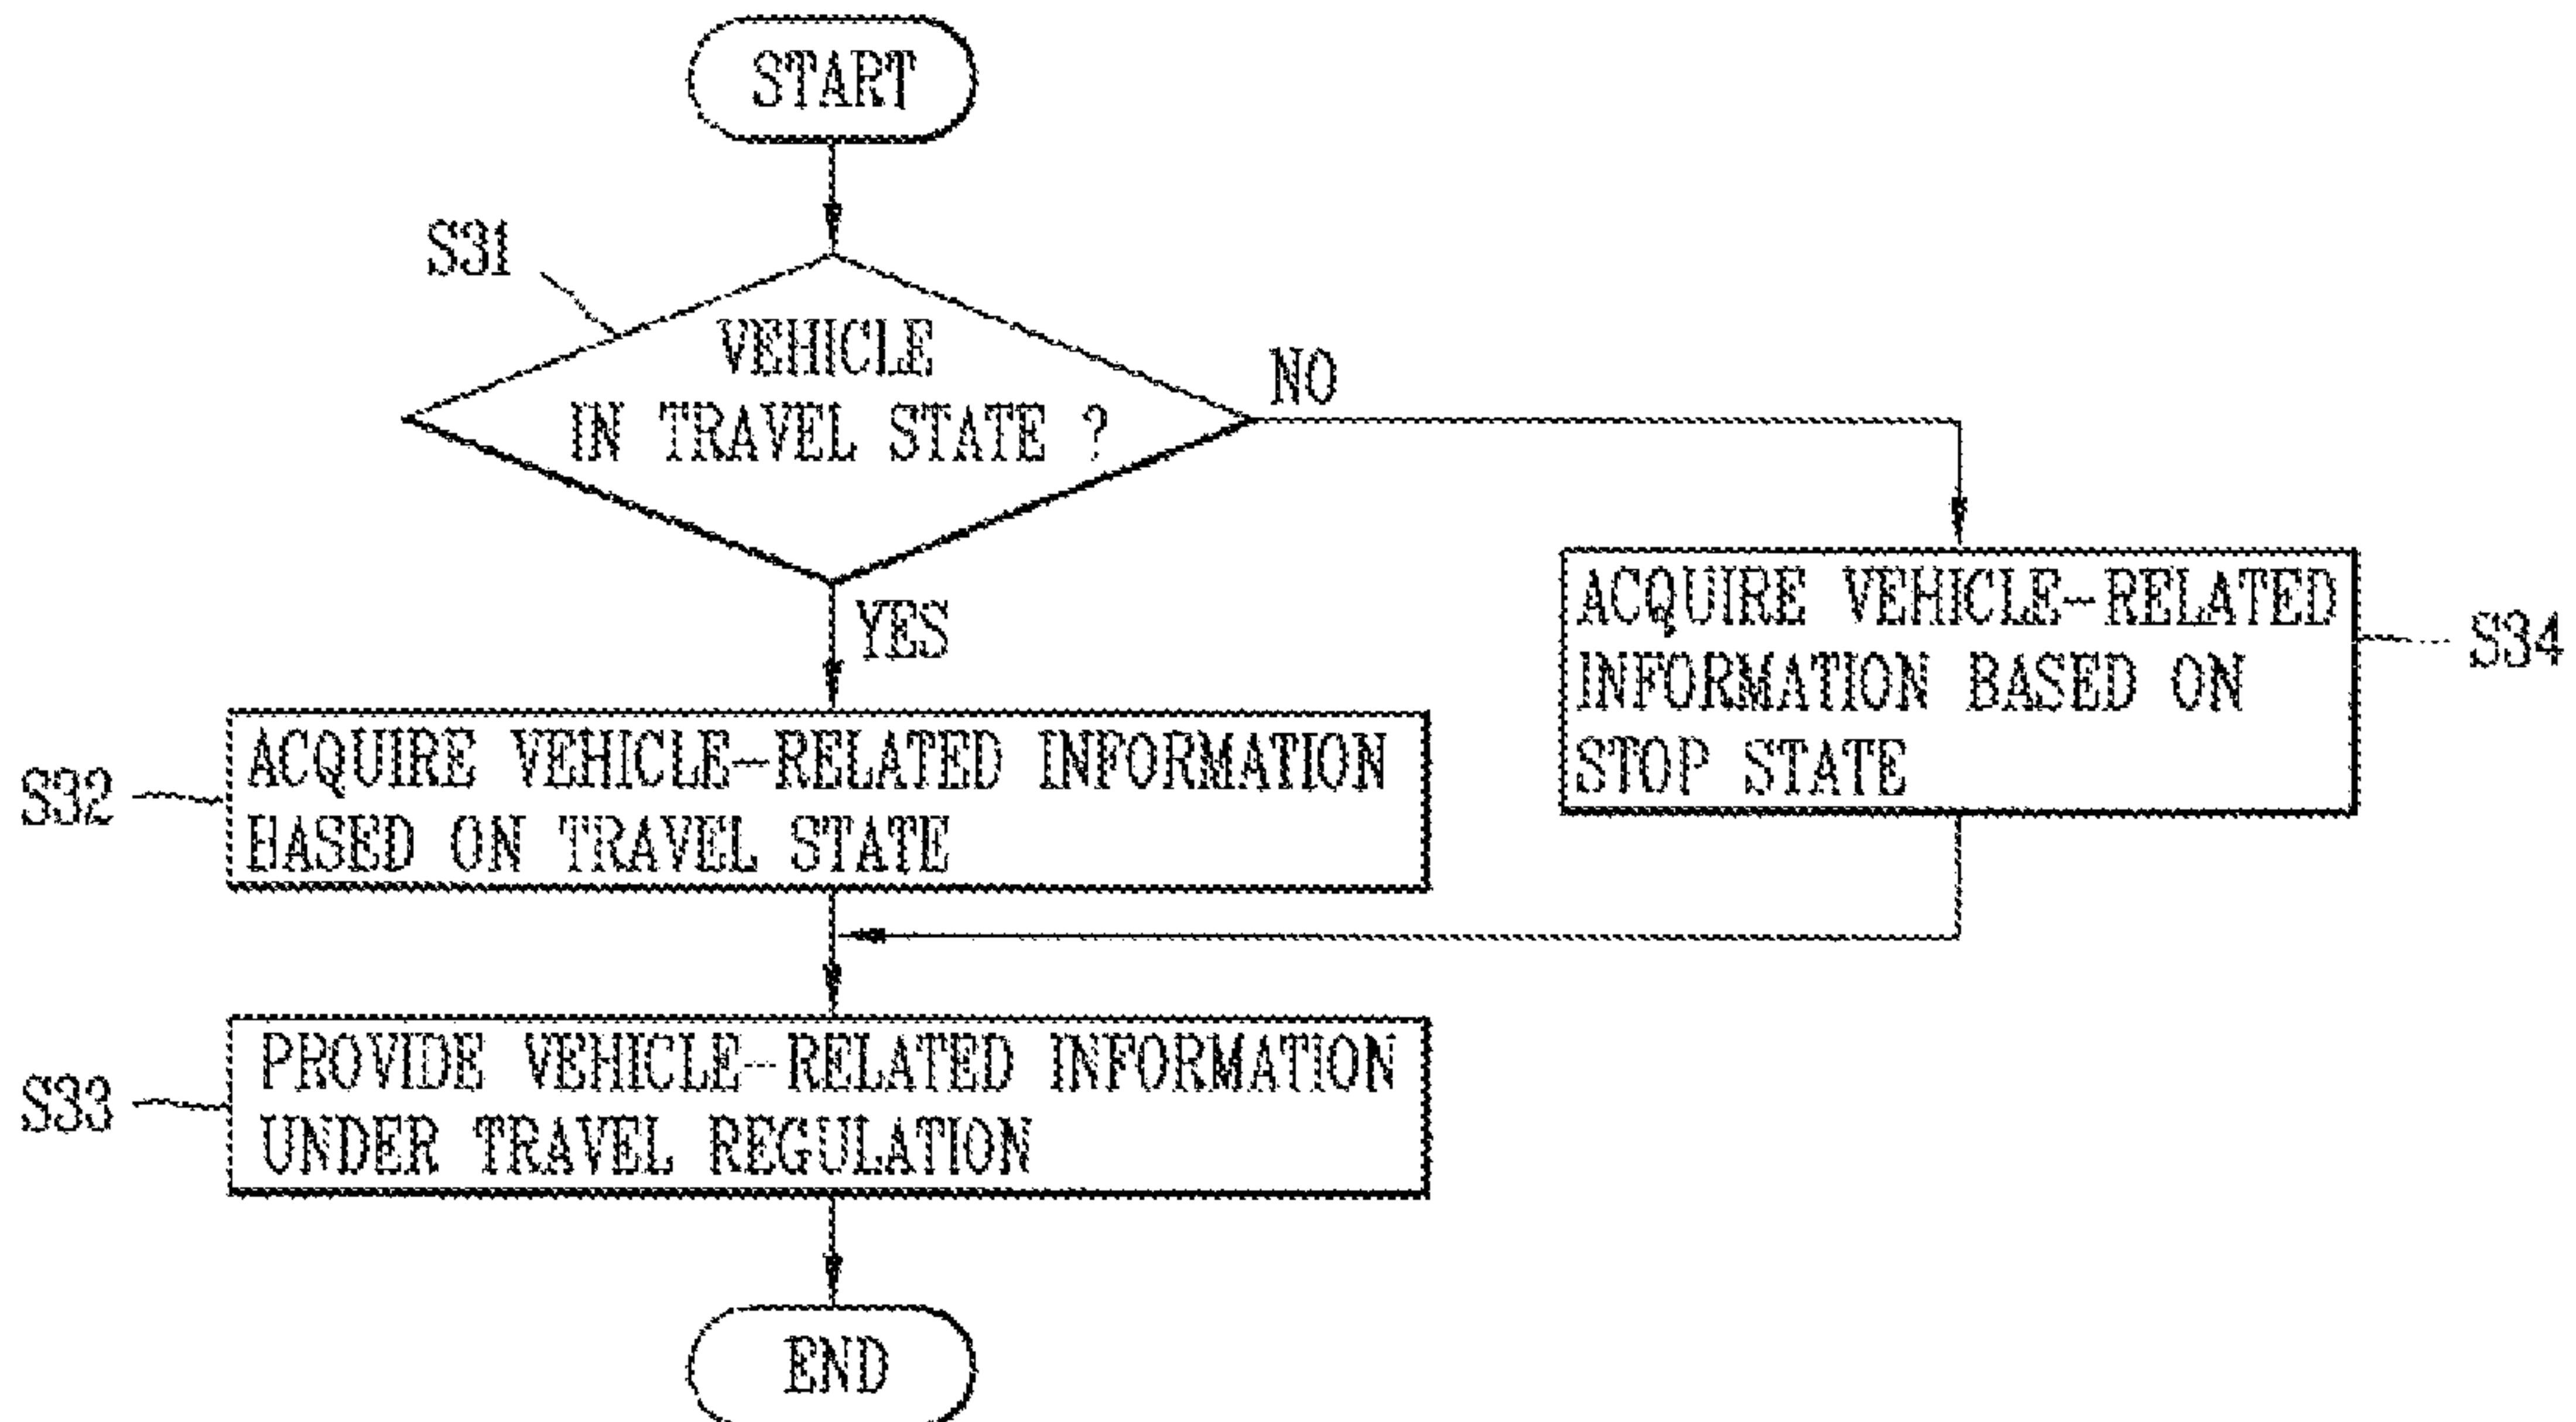 START
S31
VEHICLE
IN TRAVEL STATE ?
NO
YES
ACQUIRE VEHICLE-RELATED
INFORMATION BASED ON
STOP STATE
S34
S32
ACQUIRE VEHICLE-RELATED INFORMATION
BASED ON TRAVEL STATE
S33
PROVIDE VEHICLE-RELATED INFORMATION
UNDER TRAVEL REGULATION
END